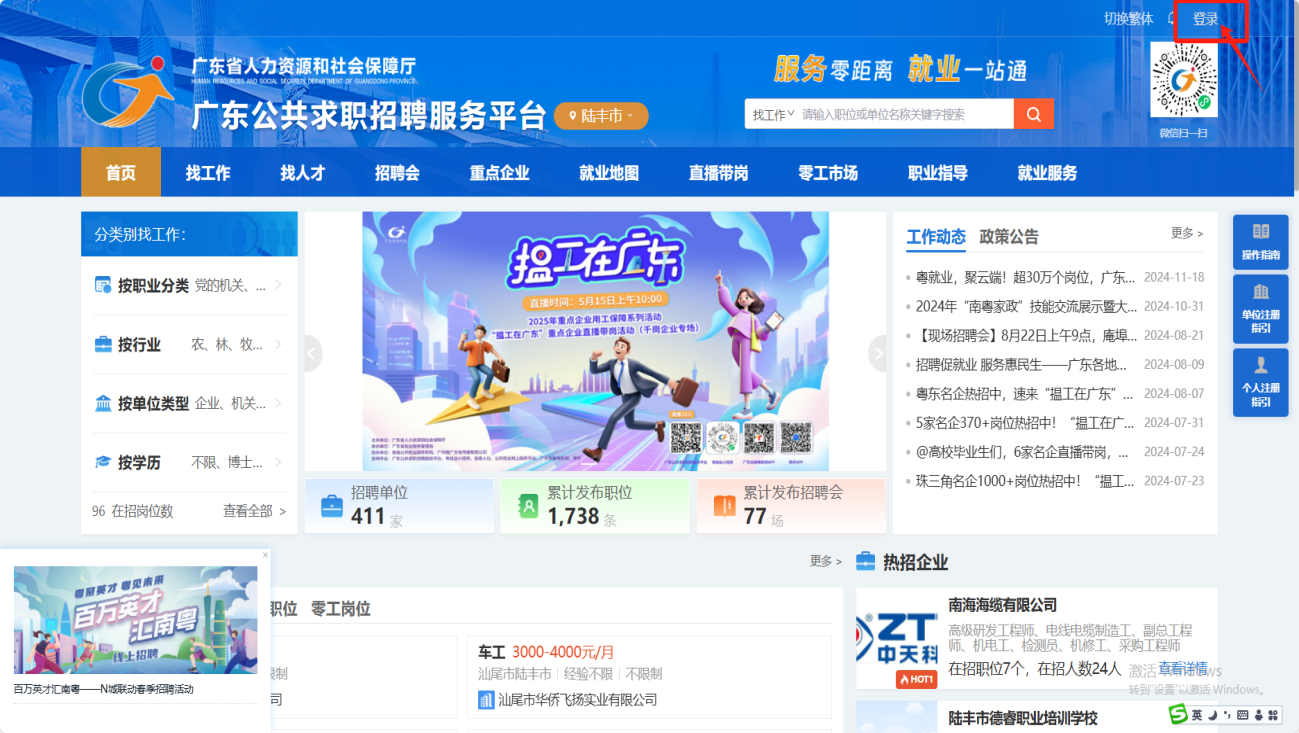 切换繁体
登录
广东省人力资源和社会保障厅
HUMAN RESOURCES AND SOCIAL SECURITY DEPARTMENT OF GUANGDONG PROVINCE
广东公共求职招聘服务平台
陆丰市
服务零距离 就业一站通
找工作 请输入职位或单位名称关键字搜索
微信扫一扫
首页 找工作 找人才 招聘会 重点企业 就业地图 直播带岗 零工市场 职业指导 就业服务
分类别找工作:
按职业分类 党的机关、... >
按行业 农、林、牧... >
按单位类型 企业、机关... >
按学历 不限、博士... >
96 在招岗位数 查看全部 >
揾工在广东
直播时间：5月15日上午10:00
2025年重点企业用工保障系列活动
“揾工在广东”重点企业直播带岗活动（千岗企业专场）
招聘单位
411 家
累计发布职位
1,738 条
累计发布招聘会
77 场
工作动态 政策公告 更多 >
粤就业，聚云端！超30万个岗位，广东... 2024-11-18
2024年“南粤家政”技能交流展示暨大... 2024-10-31
【现场招聘会】8月22日上午9点，庵埠... 2024-08-21
招聘促就业 服务惠民生——广东各地... 2024-08-09
粤东名企热招中，速来“揾工在广东”... 2024-08-07
5家名企370+岗位热招中！“揾工在广... 2024-07-31
@高校毕业生们，6家名企直播带岗，... 2024-07-24
珠三角名企1000+岗位热招中！“揾工... 2024-07-23
操作指南
单位注册
指引
个人注册
指引
粤聚英才 粤见未来
百万英才
汇南粤
线上招聘
百万英才汇南粤——N城联动春季招聘活动
×
更多 >
职位 零工岗位
限制
司
车工 3000-4000元/月
汕尾市陆丰市 经验不限 不限制
汕尾市华侨飞扬实业有限公司
热招企业
ZTT
中天科
HOT1
南海海缆有限公司
高级研发工程师、电线电缆制造工、副总工程
师、机电工、检测员、机修工、采购工程师
在招职位7个，在招人数24人 查看详情
陆丰市德睿职业培训学校
激活 Windows
转到“设置”以激活 Windows。
英